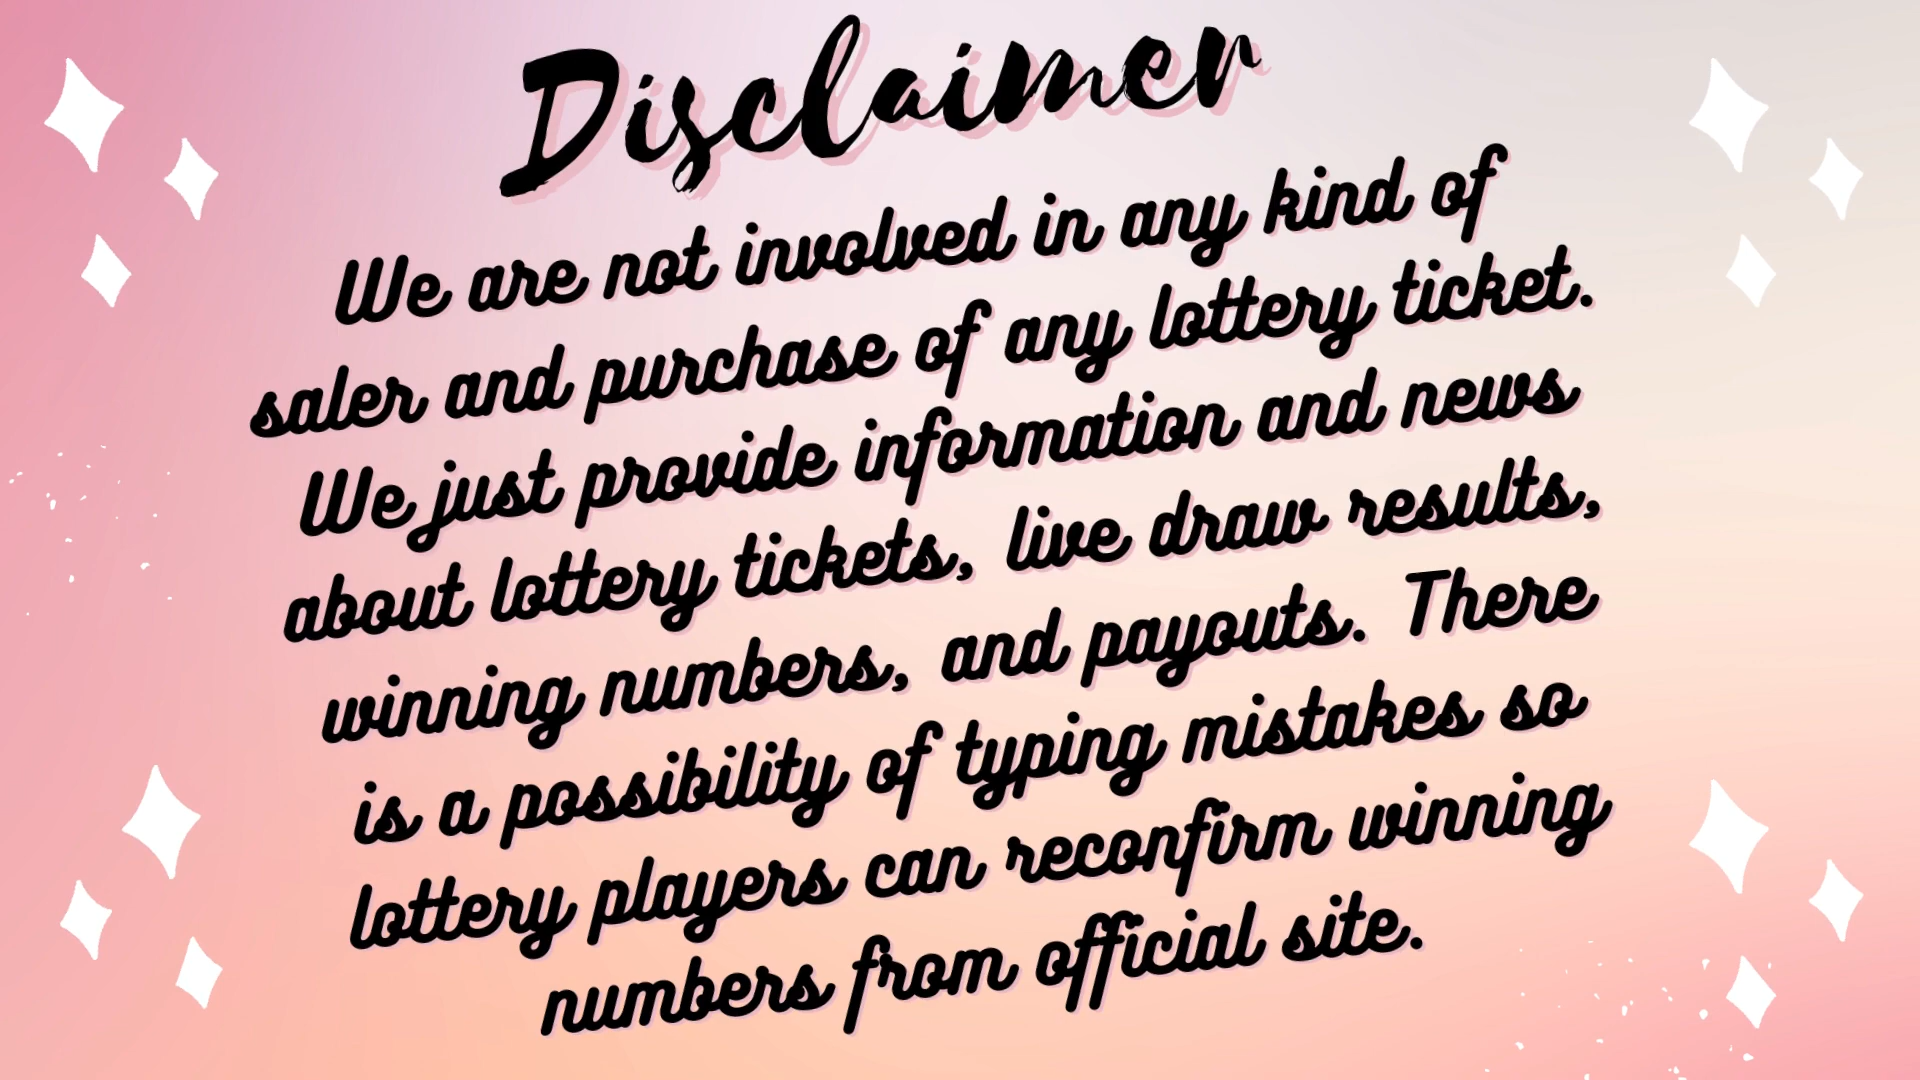 Disclaimer
We are not involved in any kind of
saler and purchase of any lottery ticket.
We just provide information and news
about lottery tickets, live draw results,
winning numbers, and payouts. There
is a possibility of typing mistakes so
lottery players can reconfirm winning
numbers from official site.